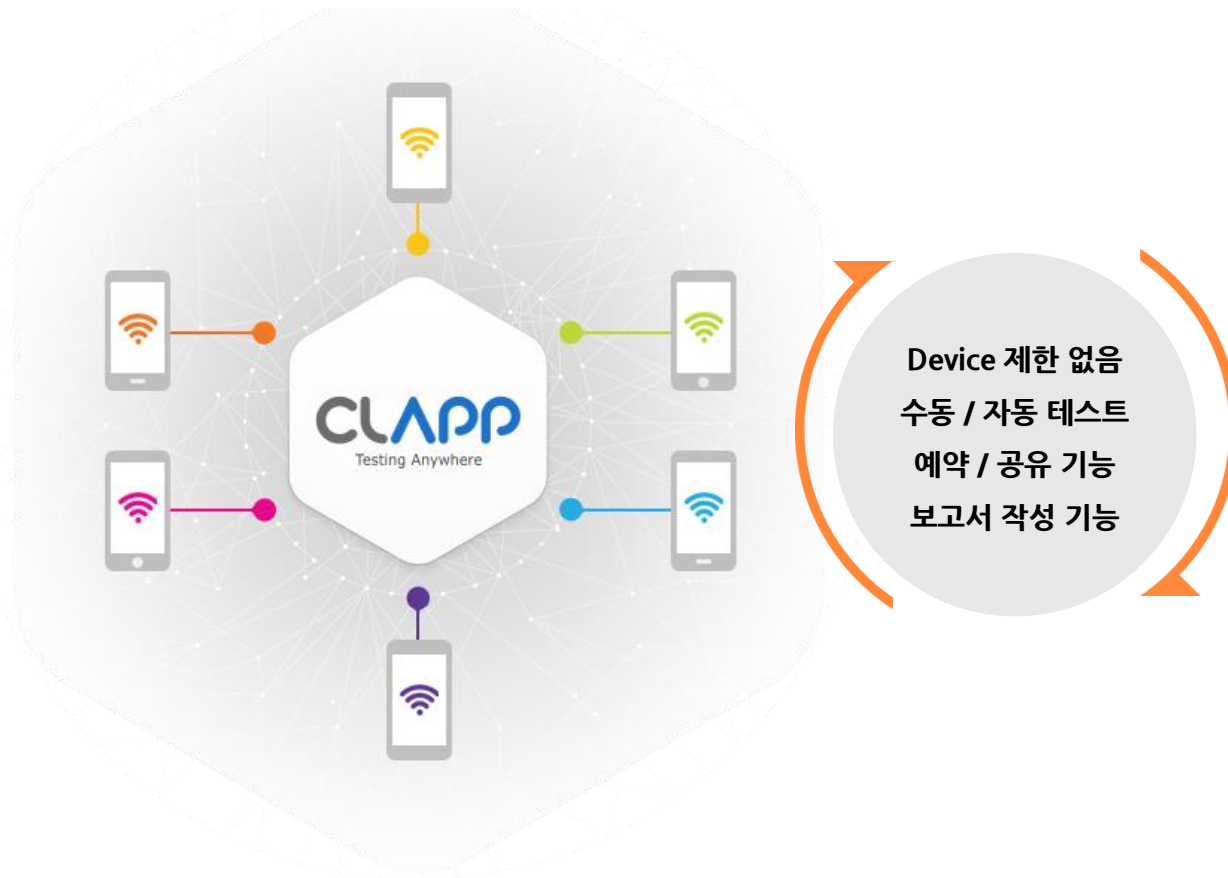 CLAPP
Testing Anywhere
Device 제한 없음
수동 / 자동 테스트
예약 / 공유 기능
보고서 작성 기능